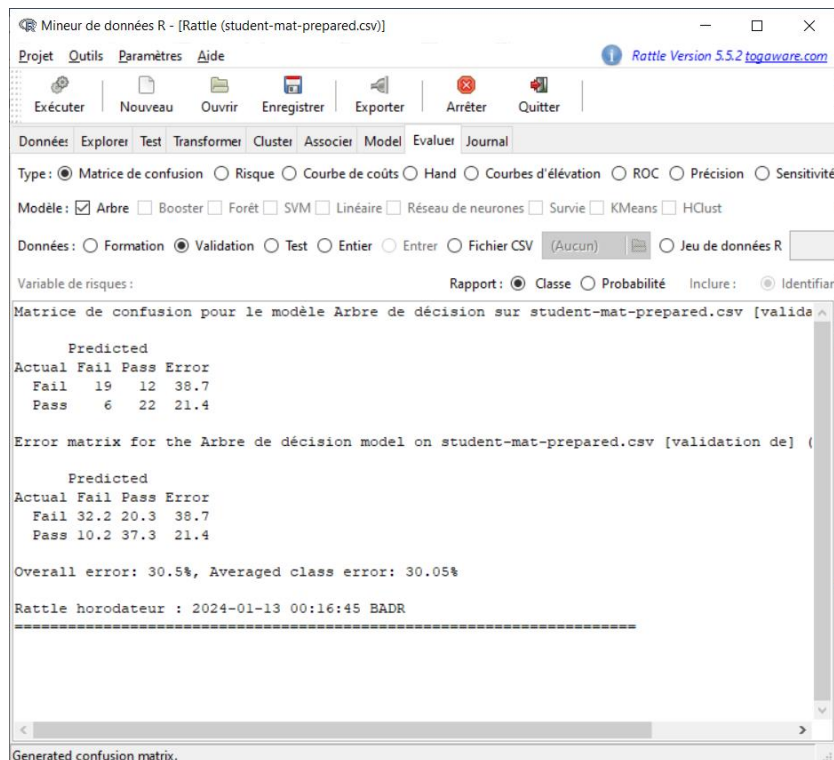 Mineur de données R - [Rattle (student-mat-prepared.csv)]
Projet Outils Paramètres Aide Rattle Version 5.5.2 togaware.com
Exécuter Nouveau Ouvrir Enregistrer Exporter Arrêter Quitter
Données Explorer Test Transformer Cluster Associer Model Evaluer Journal
Type : Matrice de confusion Risque Courbe de coûts Hand Courbes d'élévation ROC Précision Sensitivité
Modèle : Arbre Booster Forêt SVM Linéaire Réseau de neurones Survie KMeans HClust
Données : Formation Validation Test Entier Entrer Fichier CSV (Aucun) Jeu de données R
Variable de risques : Rapport : Classe Probabilité Inclure : Identifian
Matrice de confusion pour le modèle Arbre de décision sur student-mat-prepared.csv [valida
Predicted
Actual Fail Pass Error
Fail 19 12 38.7
Pass 6 22 21.4
Error matrix for the Arbre de décision model on student-mat-prepared.csv [validation de] (
Predicted
Actual Fail Pass Error
Fail 32.2 20.3 38.7
Pass 10.2 37.3 21.4
Overall error: 30.5%, Averaged class error: 30.05%
Rattle horodateur : 2024-01-13 00:16:45 BADR
======================================================================
Generated confusion matrix.